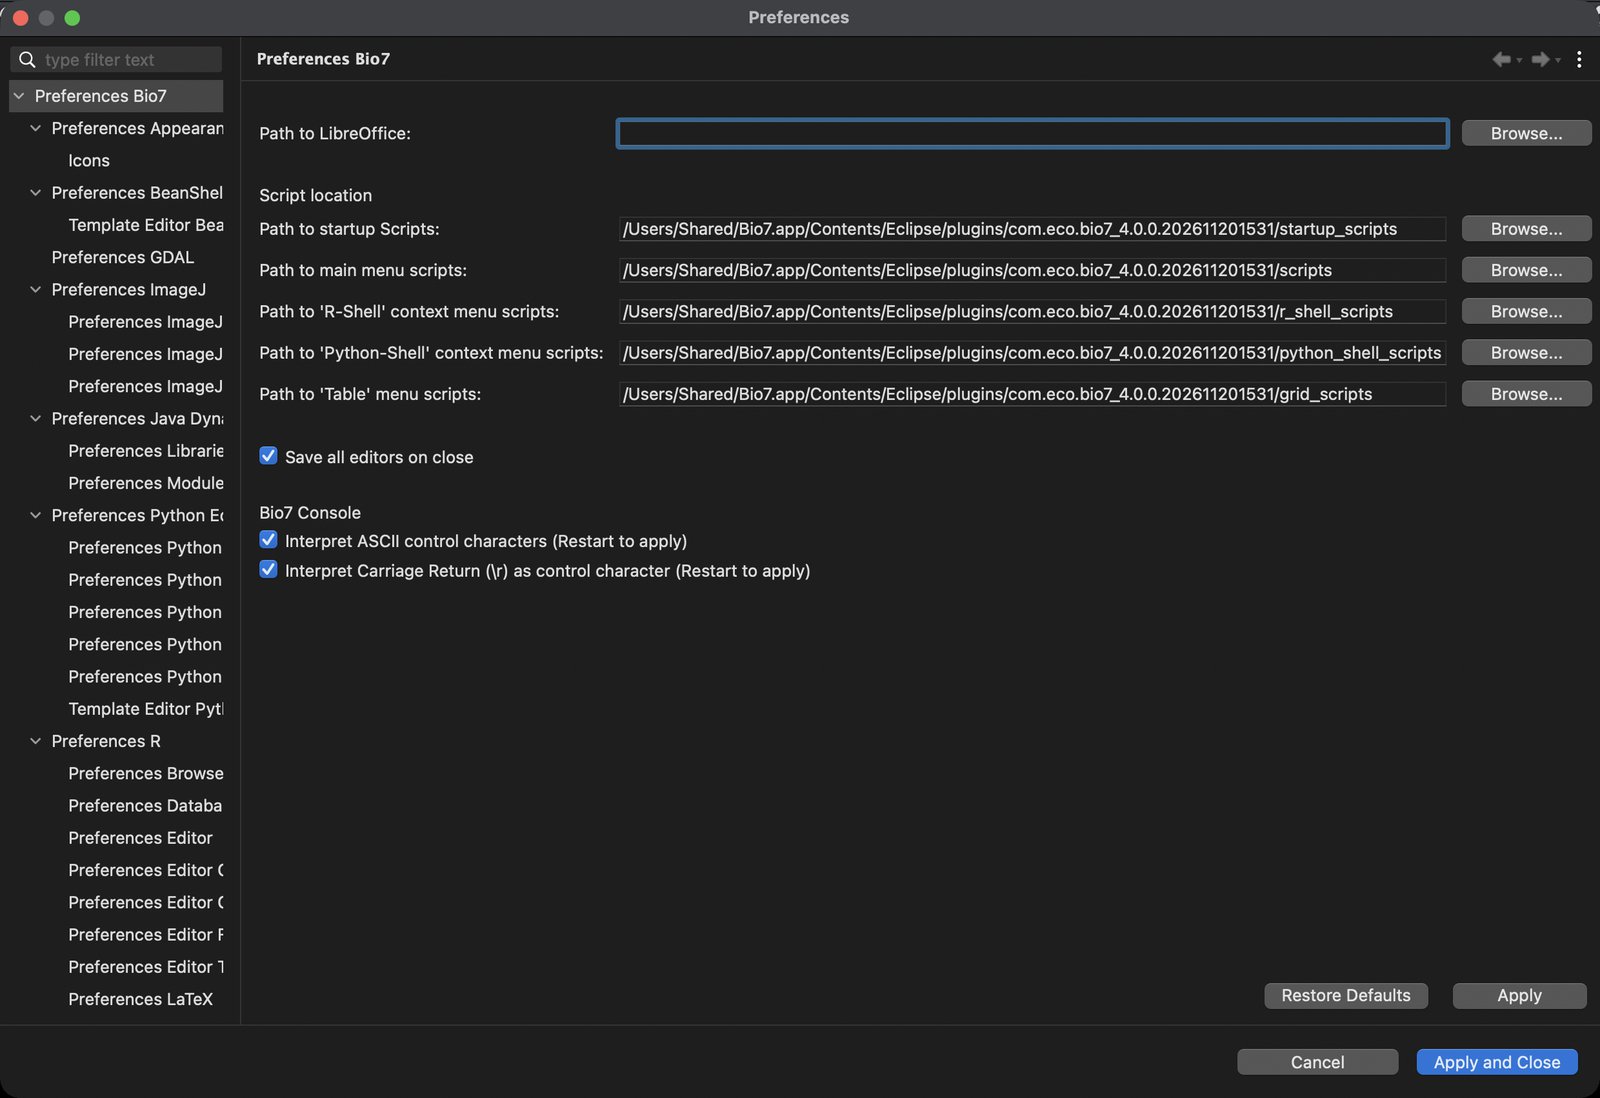 Preferences
type filter text
Preferences Bio7
Preferences Appearan
Icons
Preferences BeanShel
Template Editor Bea
Preferences GDAL
Preferences ImageJ
Preferences ImageJ
Preferences ImageJ
Preferences ImageJ
Preferences Java Dyna
Preferences Librarie
Preferences Module
Preferences Python Ed
Preferences Python
Preferences Python
Preferences Python
Preferences Python
Preferences Python
Template Editor Pyt
Preferences R
Preferences Browse
Preferences Databa
Preferences Editor
Preferences Editor
Preferences Editor
Preferences Editor
Preferences Editor
Preferences LaTeX
Preferences Bio7
Path to LibreOffice: Browse...
Script location
Path to startup Scripts: /Users/Shared/Bio7.app/Contents/Eclipse/plugins/com.eco.bio7_4.0.0.202611201531/startup_scripts Browse...
Path to main menu scripts: /Users/Shared/Bio7.app/Contents/Eclipse/plugins/com.eco.bio7_4.0.0.202611201531/scripts Browse...
Path to 'R-Shell' context menu scripts: /Users/Shared/Bio7.app/Contents/Eclipse/plugins/com.eco.bio7_4.0.0.202611201531/r_shell_scripts Browse...
Path to 'Python-Shell' context menu scripts: /Users/Shared/Bio7.app/Contents/Eclipse/plugins/com.eco.bio7_4.0.0.202611201531/python_shell_scripts Browse...
Path to 'Table' menu scripts: /Users/Shared/Bio7.app/Contents/Eclipse/plugins/com.eco.bio7_4.0.0.202611201531/grid_scripts Browse...
Save all editors on close
Bio7 Console
Interpret ASCII control characters (Restart to apply)
Interpret Carriage Return (\r) as control character (Restart to apply)
Restore Defaults Apply
Cancel Apply and Close